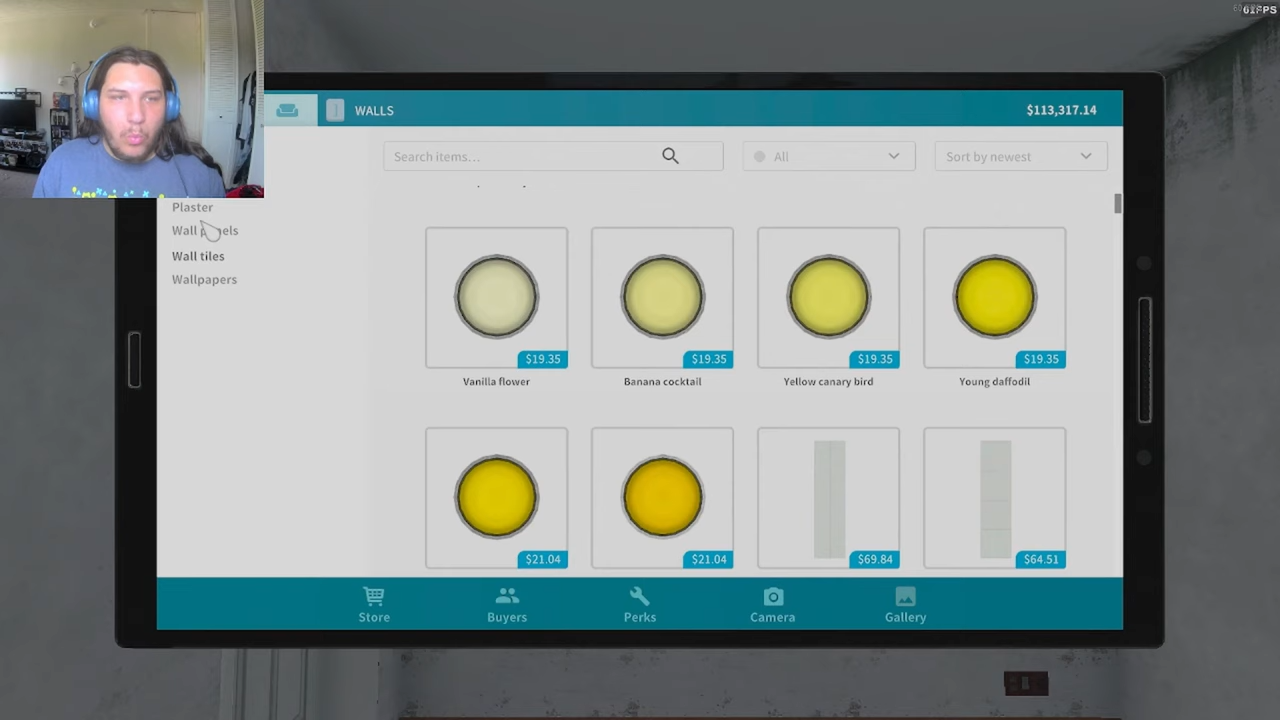 61FPS
WALLS
$113,317.14
Search items...
All
Sort by newest
Plaster
Wall panels
Wall tiles
Wallpapers
$19.35
$19.35
$19.35
$19.35
Vanilla flower
Banana cocktail
Yellow canary bird
Young daffodil
$21.04
$21.04
$69.84
$64.51
Store
Buyers
Perks
Camera
Gallery